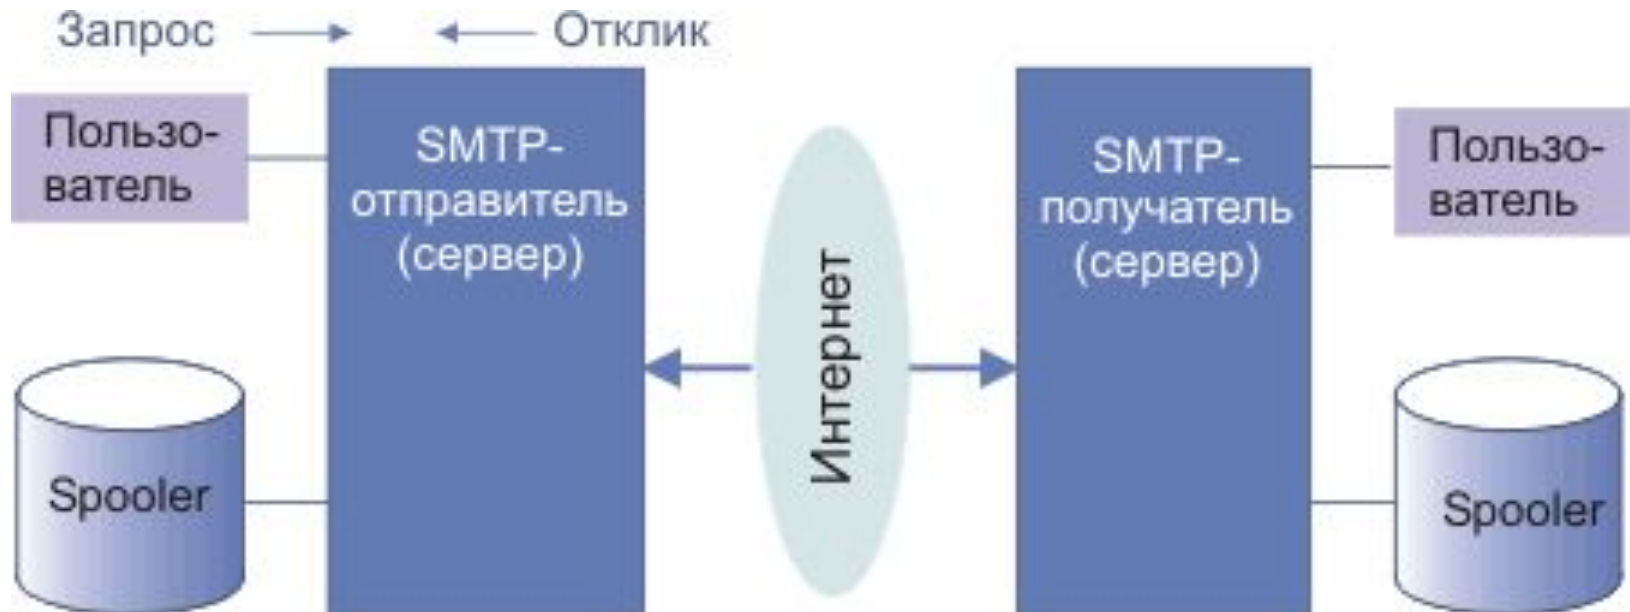 Запрос
Отклик
Пользо-
ватель
SMTP-
отправитель
(сервер)
Spooler
Интернет
SMTP-
получатель
(сервер)
Пользо-
ватель
Spooler